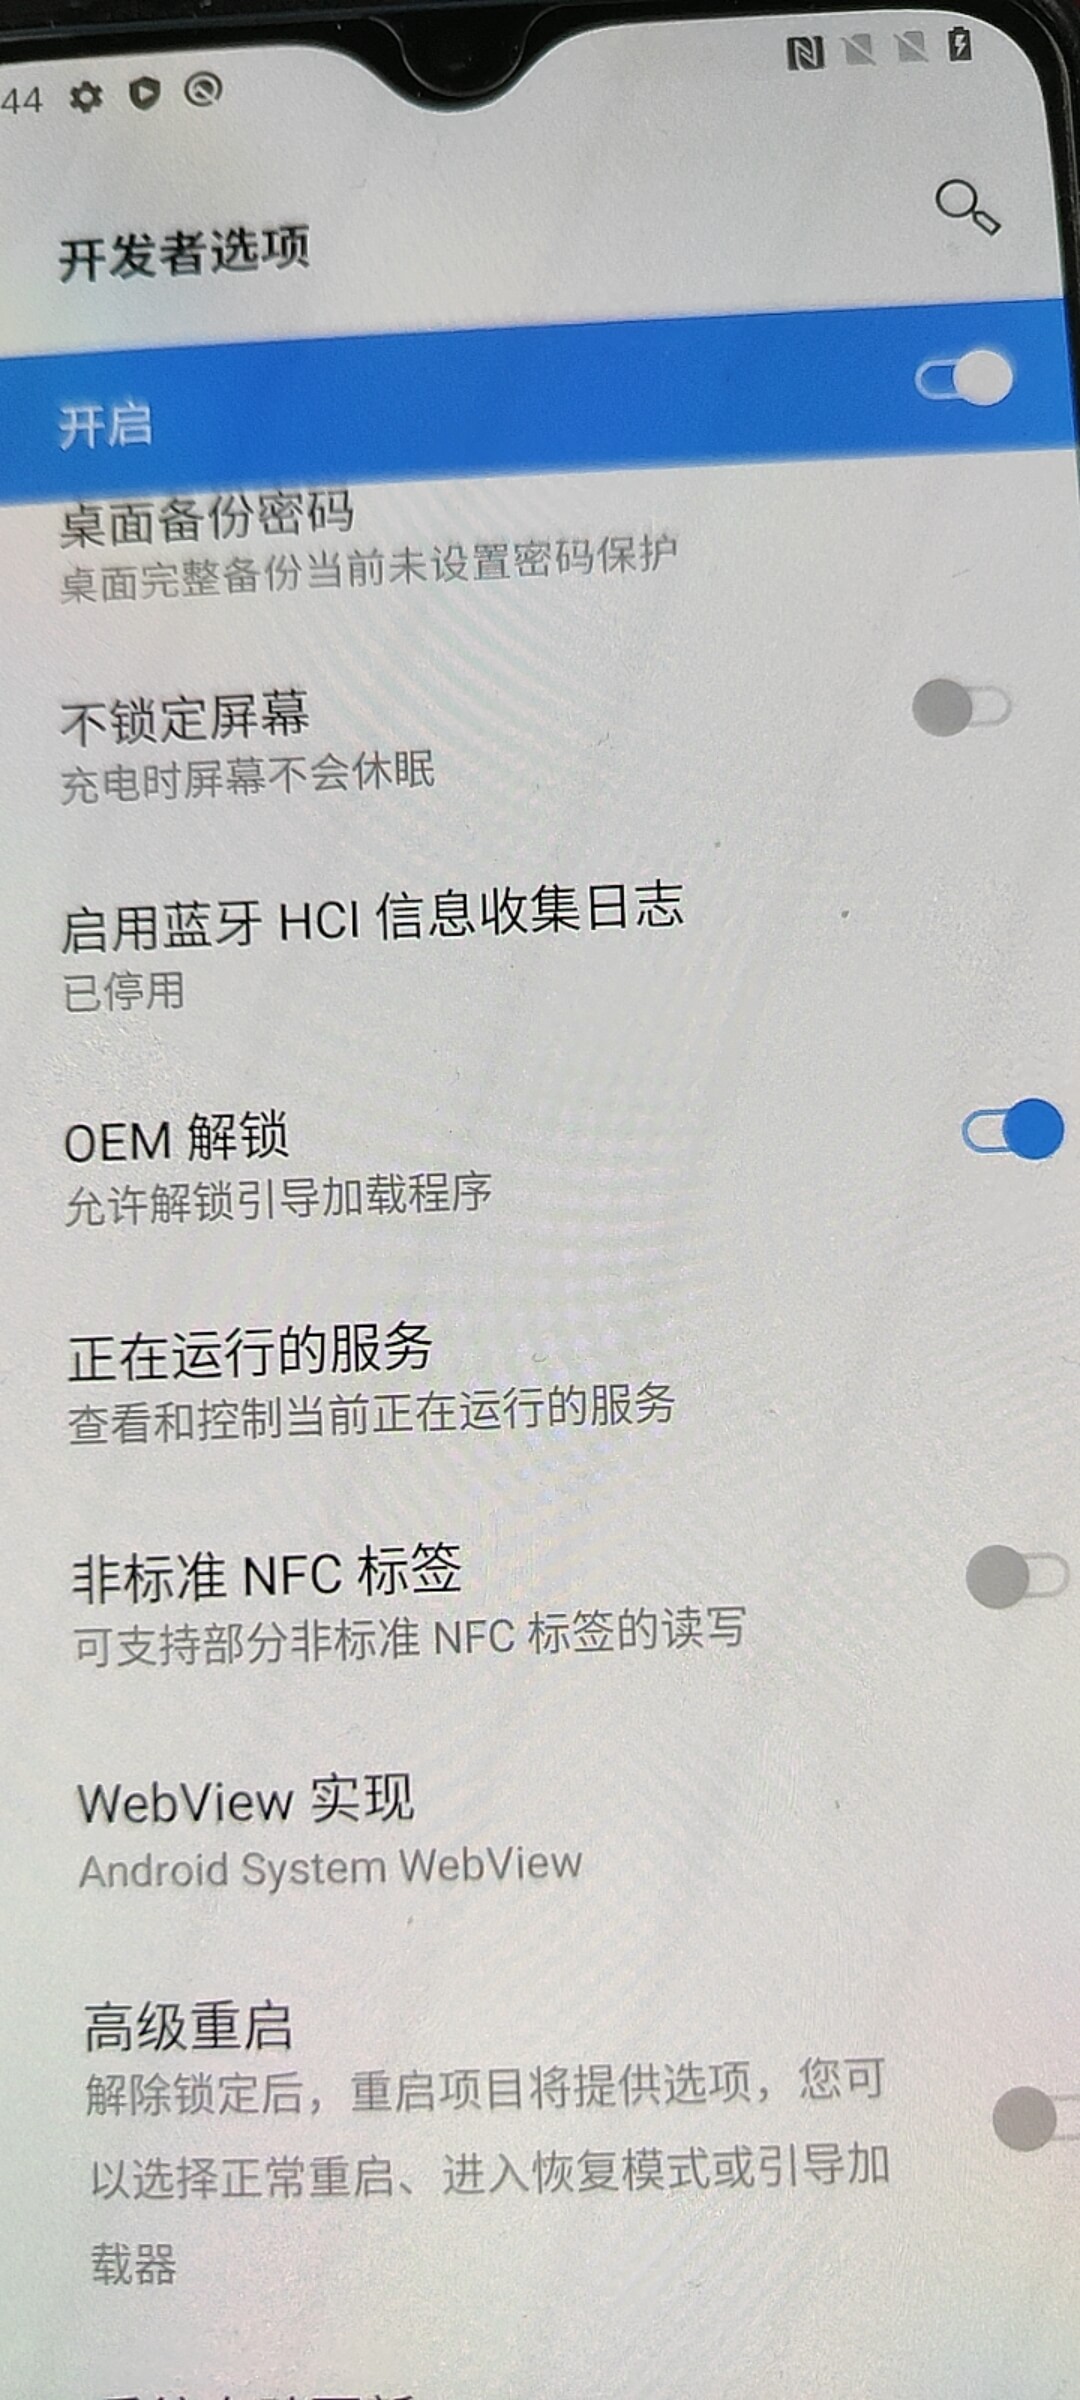 44
开发者选项
开启
桌面备份密码
桌面完整备份当前未设置密码保护
不锁定屏幕
充电时屏幕不会休眠
启用蓝牙 HCI 信息收集日志
已停用
OEM 解锁
允许解锁引导加载程序
正在运行的服务
查看和控制当前正在运行的服务
非标准 NFC 标签
可支持部分非标准 NFC 标签的读写
WebView 实现
Android System WebView
高级重启
解除锁定后，重启项目将提供选项，您可
以选择正常重启、进入恢复模式或引导加
载器